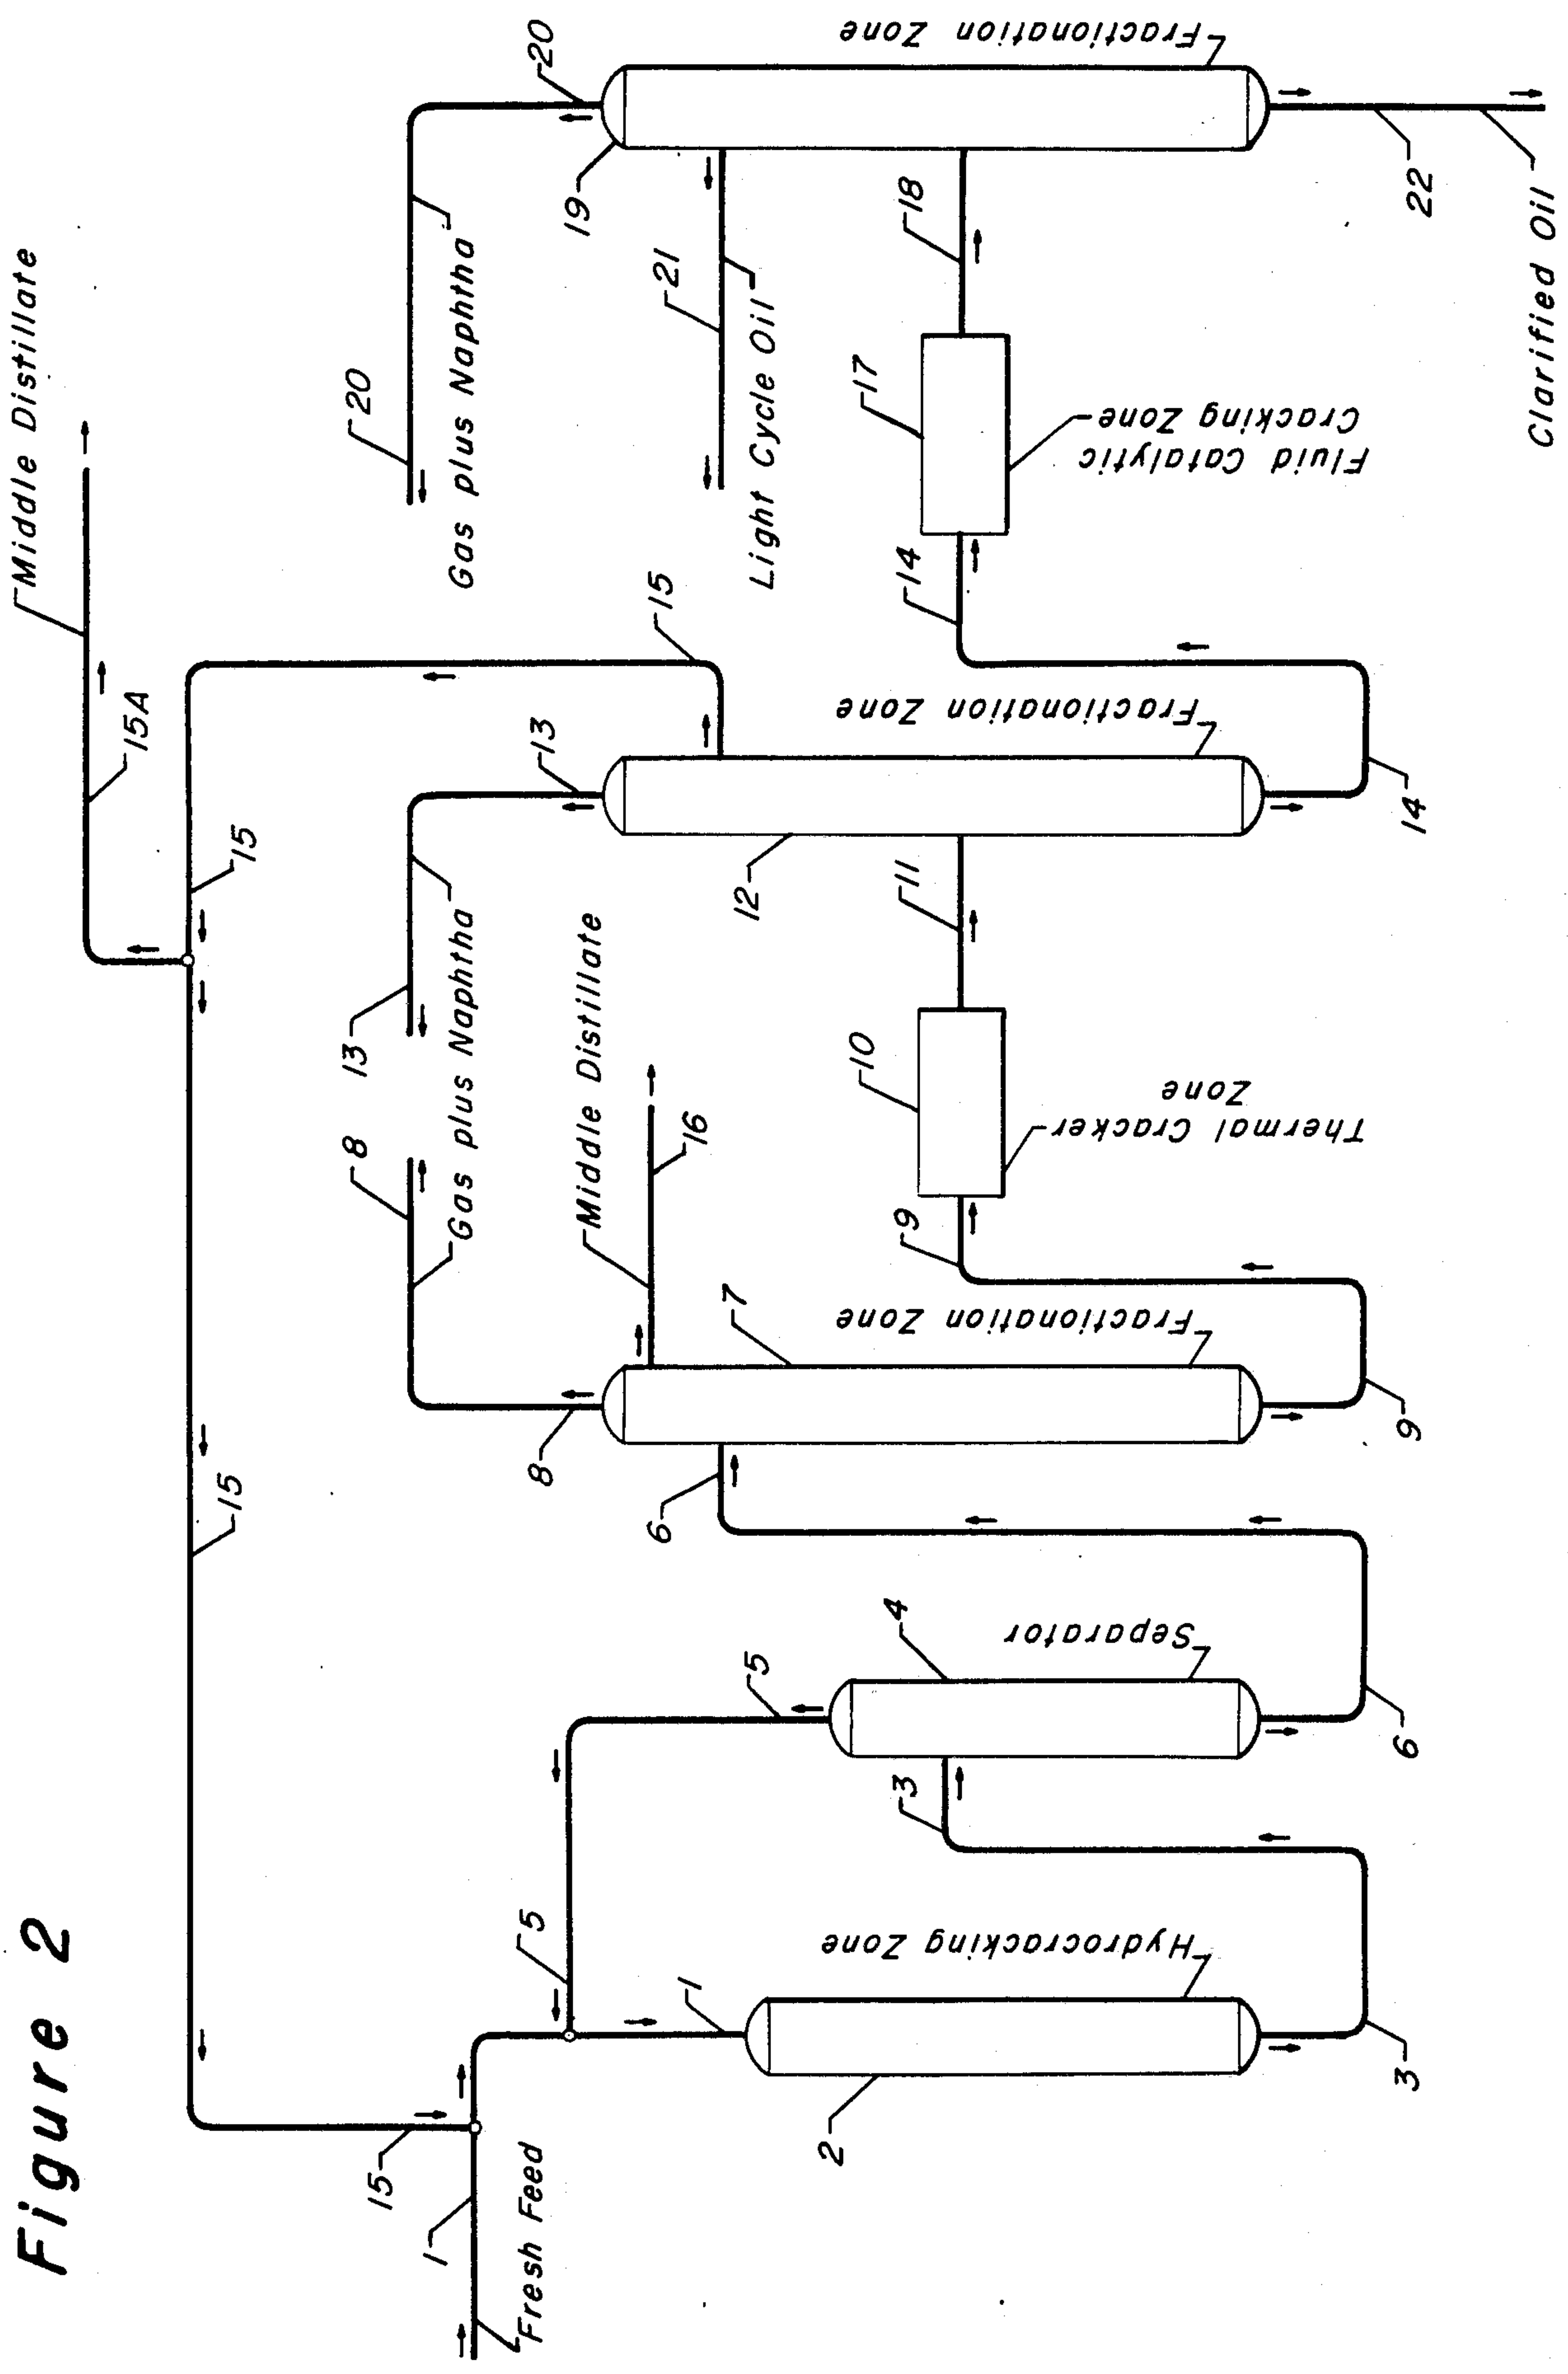 Figure 2
Middle Distillate
15A
15
15
15
15
1
Fresh Feed
5
5
1
2
Hydrocracking Zone
3
3
4
Separator
6
6
8
8
Gas plus Naphtha
Middle Distillate
16
7
Fractionation Zone
9
9
10
Thermal Cracker
Zone
11
12
13
13
Fractionation Zone
14
14
17
Fluid Catalytic
Cracking Zone
18
19
20
20
Gas plus Naphtha
21
Light Cycle Oil
Fractionation Zone
22
Clarified Oil